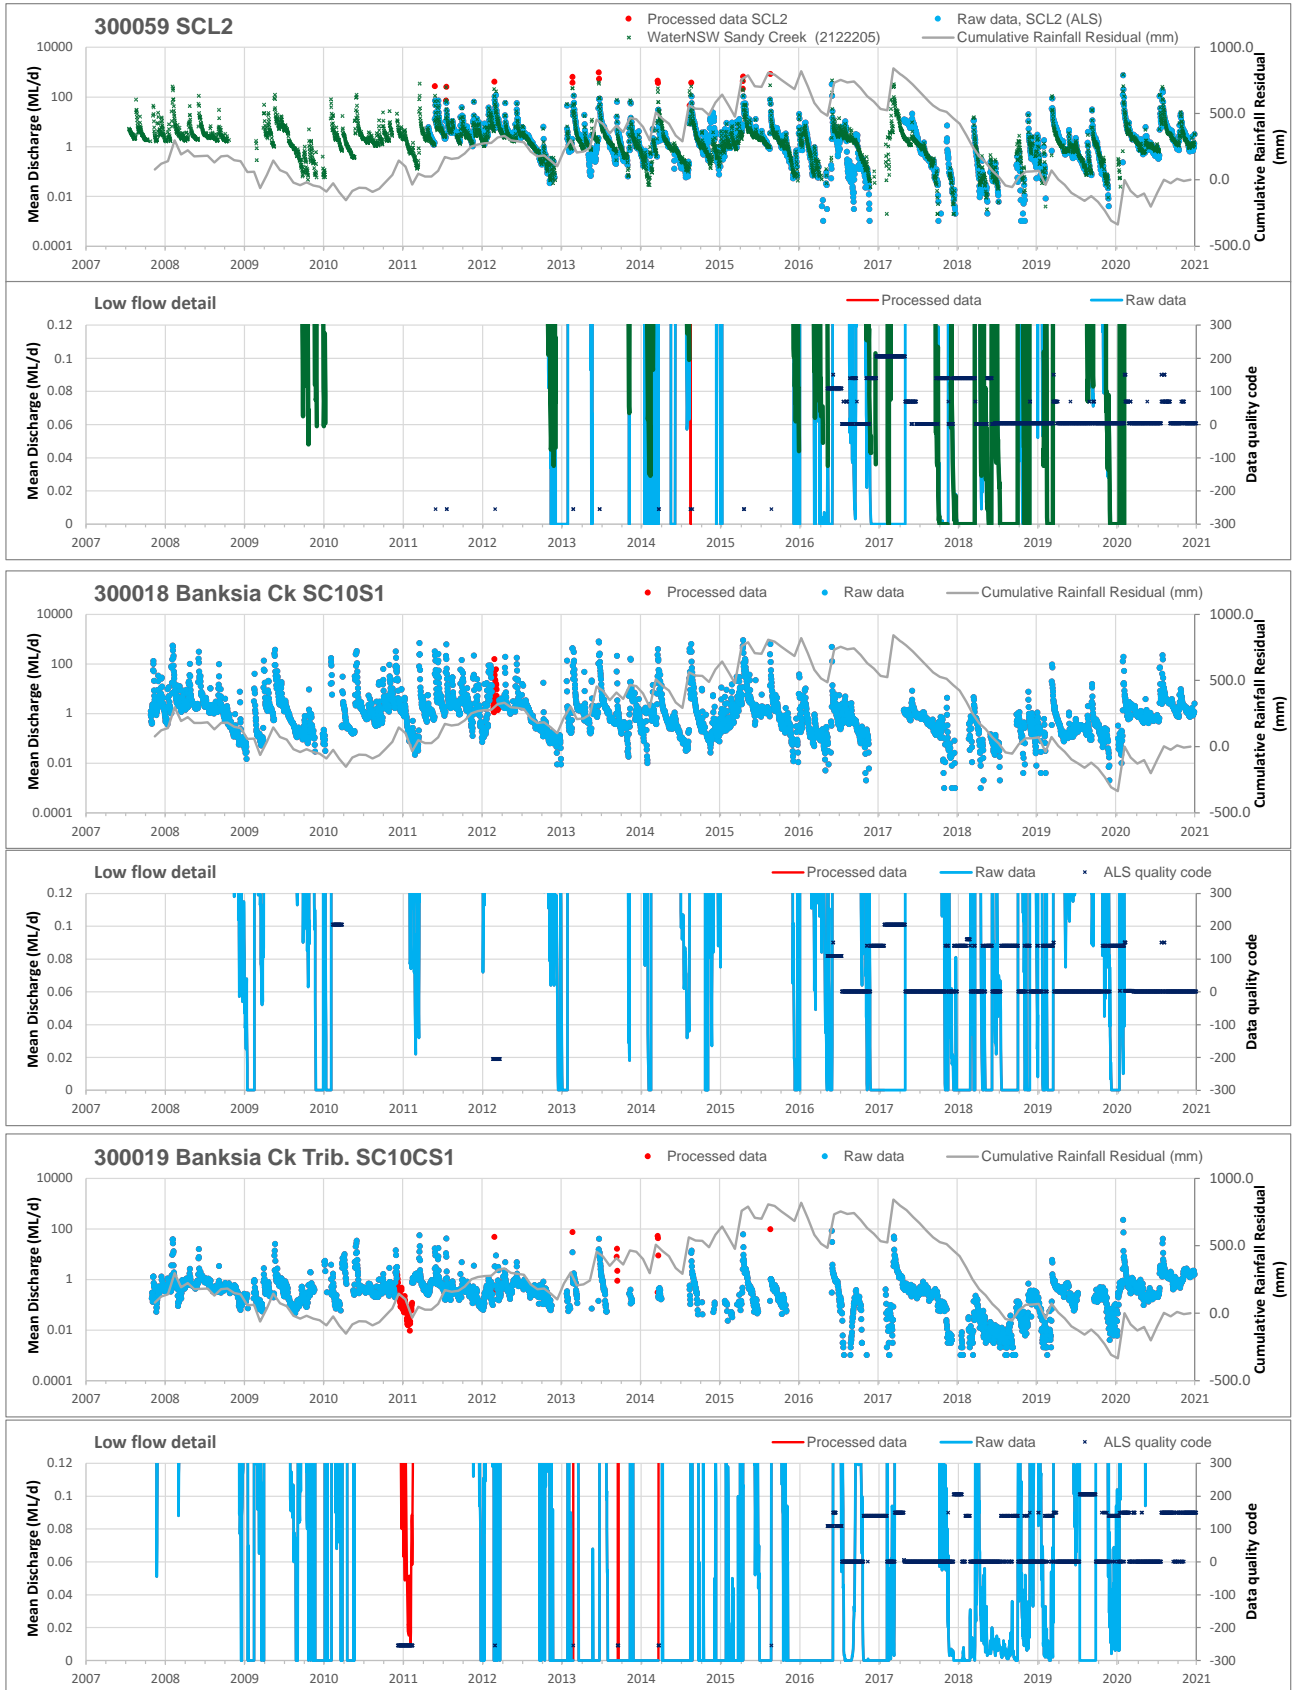 300059 SCL2
Processed data SCL2
Raw data, SCL2 (ALS)
WaterNSW Sandy Creek (2122205)
Cumulative Rainfall Residual (mm)
Mean Discharge (ML/d)
10000
100
1
0.01
0.0001
1000.0
500.0
0.0
-500.0
Cumulative Rainfall Residual (mm)
2007 2008 2009 2010 2011 2012 2013 2014 2015 2016 2017 2018 2019 2020 2021
Low flow detail
Processed data
Raw data
Mean Discharge (ML/d)
0.12
0.1
0.08
0.06
0.04
0.02
0
300
200
100
0
-100
-200
-300
Data quality code
2007 2008 2009 2010 2011 2012 2013 2014 2015 2016 2017 2018 2019 2020 2021
300018 Banksia Ck SC10S1
Processed data
Raw data
Cumulative Rainfall Residual (mm)
Mean Discharge (ML/d)
10000
100
1
0.01
0.0001
1000.0
500.0
0.0
-500.0
Cumulative Rainfall Residual (mm)
2007 2008 2009 2010 2011 2012 2013 2014 2015 2016 2017 2018 2019 2020 2021
Low flow detail
Processed data
Raw data
ALS quality code
Mean Discharge (ML/d)
0.12
0.1
0.08
0.06
0.04
0.02
0
300
200
100
0
-100
-200
-300
Data quality code
2007 2008 2009 2010 2011 2012 2013 2014 2015 2016 2017 2018 2019 2020 2021
300019 Banksia Ck Trib. SC10CS1
Processed data
Raw data
Cumulative Rainfall Residual (mm)
Mean Discharge (ML/d)
10000
100
1
0.01
0.0001
1000.0
500.0
0.0
-500.0
Cumulative Rainfall Residual (mm)
2007 2008 2009 2010 2011 2012 2013 2014 2015 2016 2017 2018 2019 2020 2021
Low flow detail
Processed data
Raw data
ALS quality code
Mean Discharge (ML/d)
0.12
0.1
0.08
0.06
0.04
0.02
0
300
200
100
0
-100
-200
-300
Data quality code
2007 2008 2009 2010 2011 2012 2013 2014 2015 2016 2017 2018 2019 2020 2021